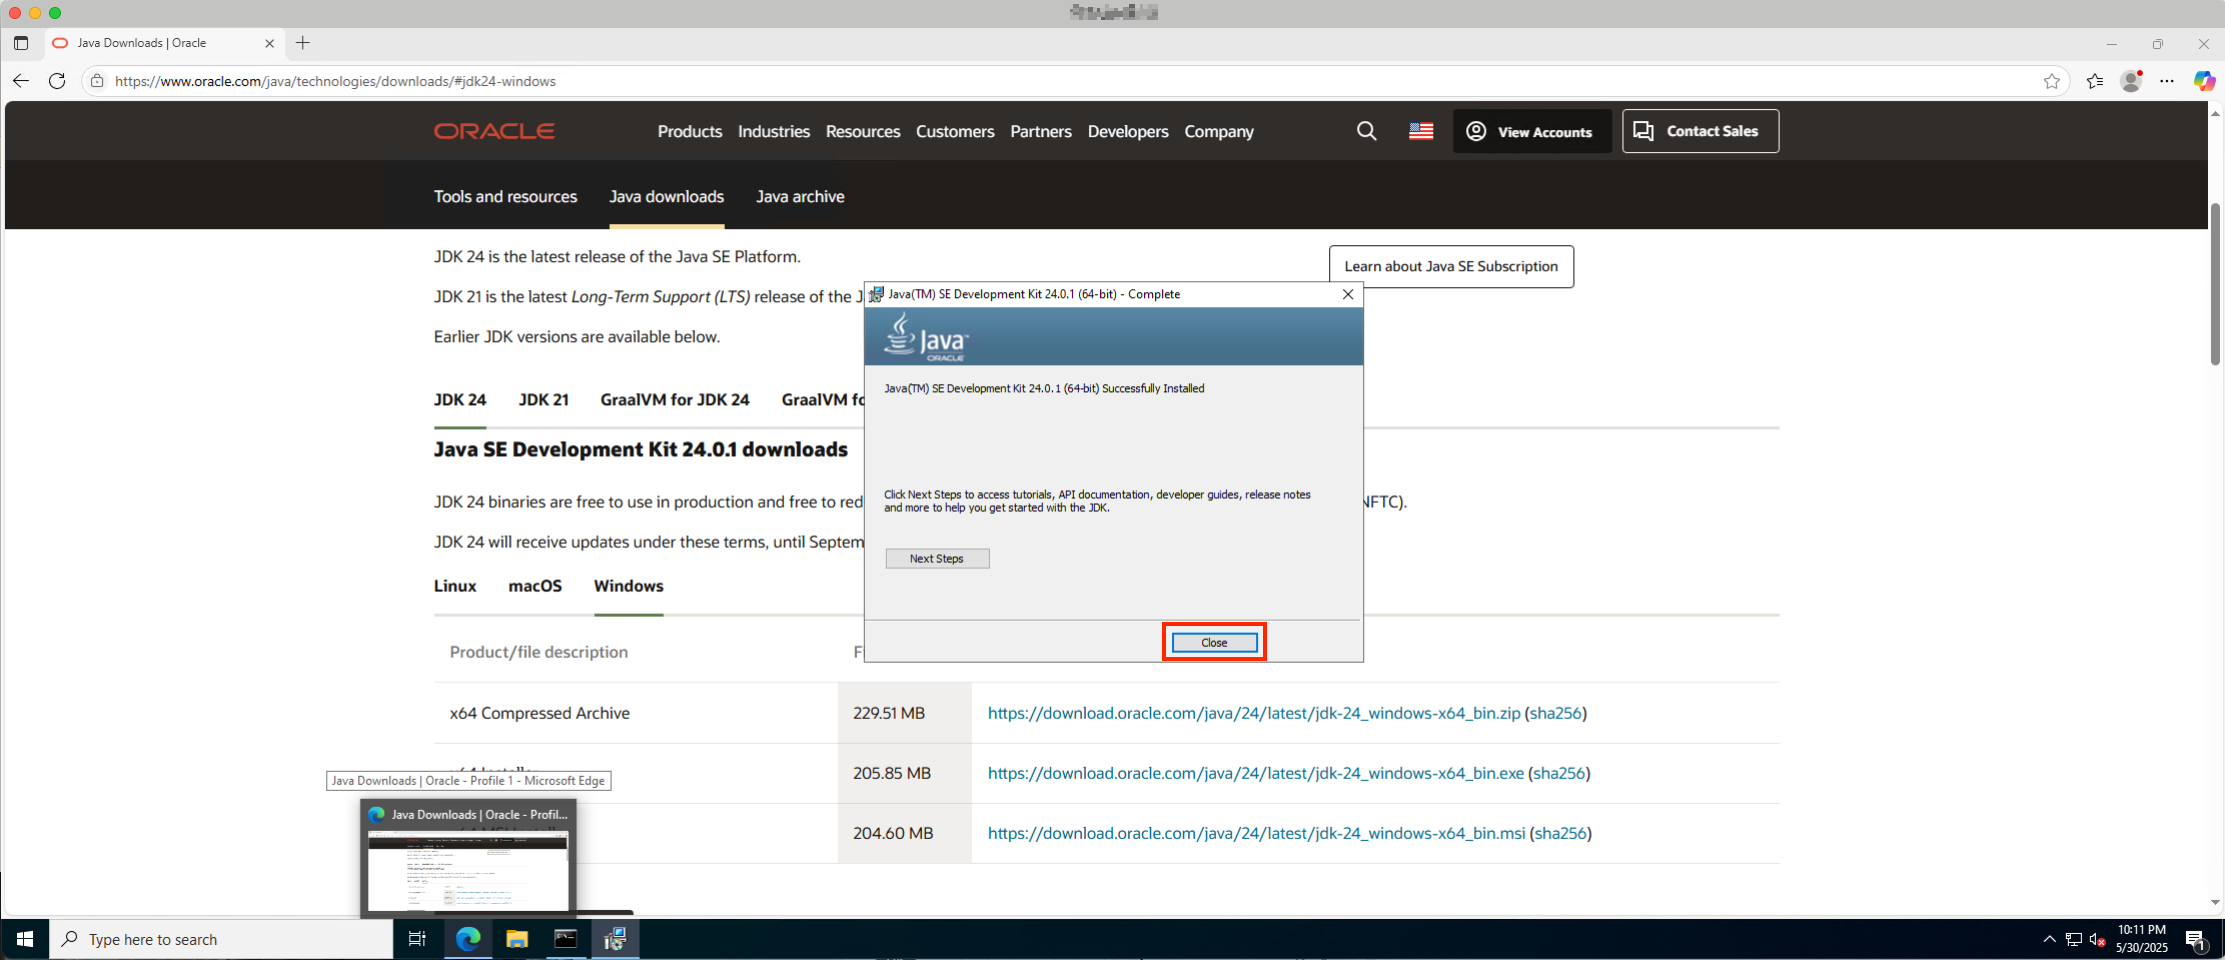 Java Downloads | Oracle
https://www.oracle.com/java/technologies/downloads/#jdk24-windows
ORACLE
Products Industries Resources Customers Partners Developers Company
View Accounts
Contact Sales
Tools and resources Java downloads Java archive
JDK 24 is the latest release of the Java SE Platform.
Learn about Java SE Subscription
JDK 21 is the latest Long-Term Support (LTS) release of the
Earlier JDK versions are available below.
JDK 24 JDK 21 GraalVM for JDK 24 GraalVM
Java SE Development Kit 24.0.1 downloads
JDK 24 binaries are free to use in production and free to
NFTC).
JDK 24 will receive updates under these terms, until
Linux macOS Windows
Product/file description
x64 Compressed Archive 229.51 MB https://download.oracle.com/java/24/latest/jdk-24_windows-x64_bin.zip (sha256)
205.85 MB https://download.oracle.com/java/24/latest/jdk-24_windows-x64_bin.exe (sha256)
204.60 MB https://download.oracle.com/java/24/latest/jdk-24_windows-x64_bin.msi (sha256)
Java(TM) SE Development Kit 24.0.1 (64-bit) - Complete
Java™
ORACLE
Java(TM) SE Development Kit 24.0.1 (64-bit) Successfully Installed
Click Next Steps to access tutorials, API documentation, developer guides, release notes
and more to help you get started with the JDK.
Next Steps
Close
Java Downloads | Oracle - Profile 1 - Microsoft Edge
Java Downloads | Oracle - Profil...
Type here to search
10:11 PM
5/30/2025
1